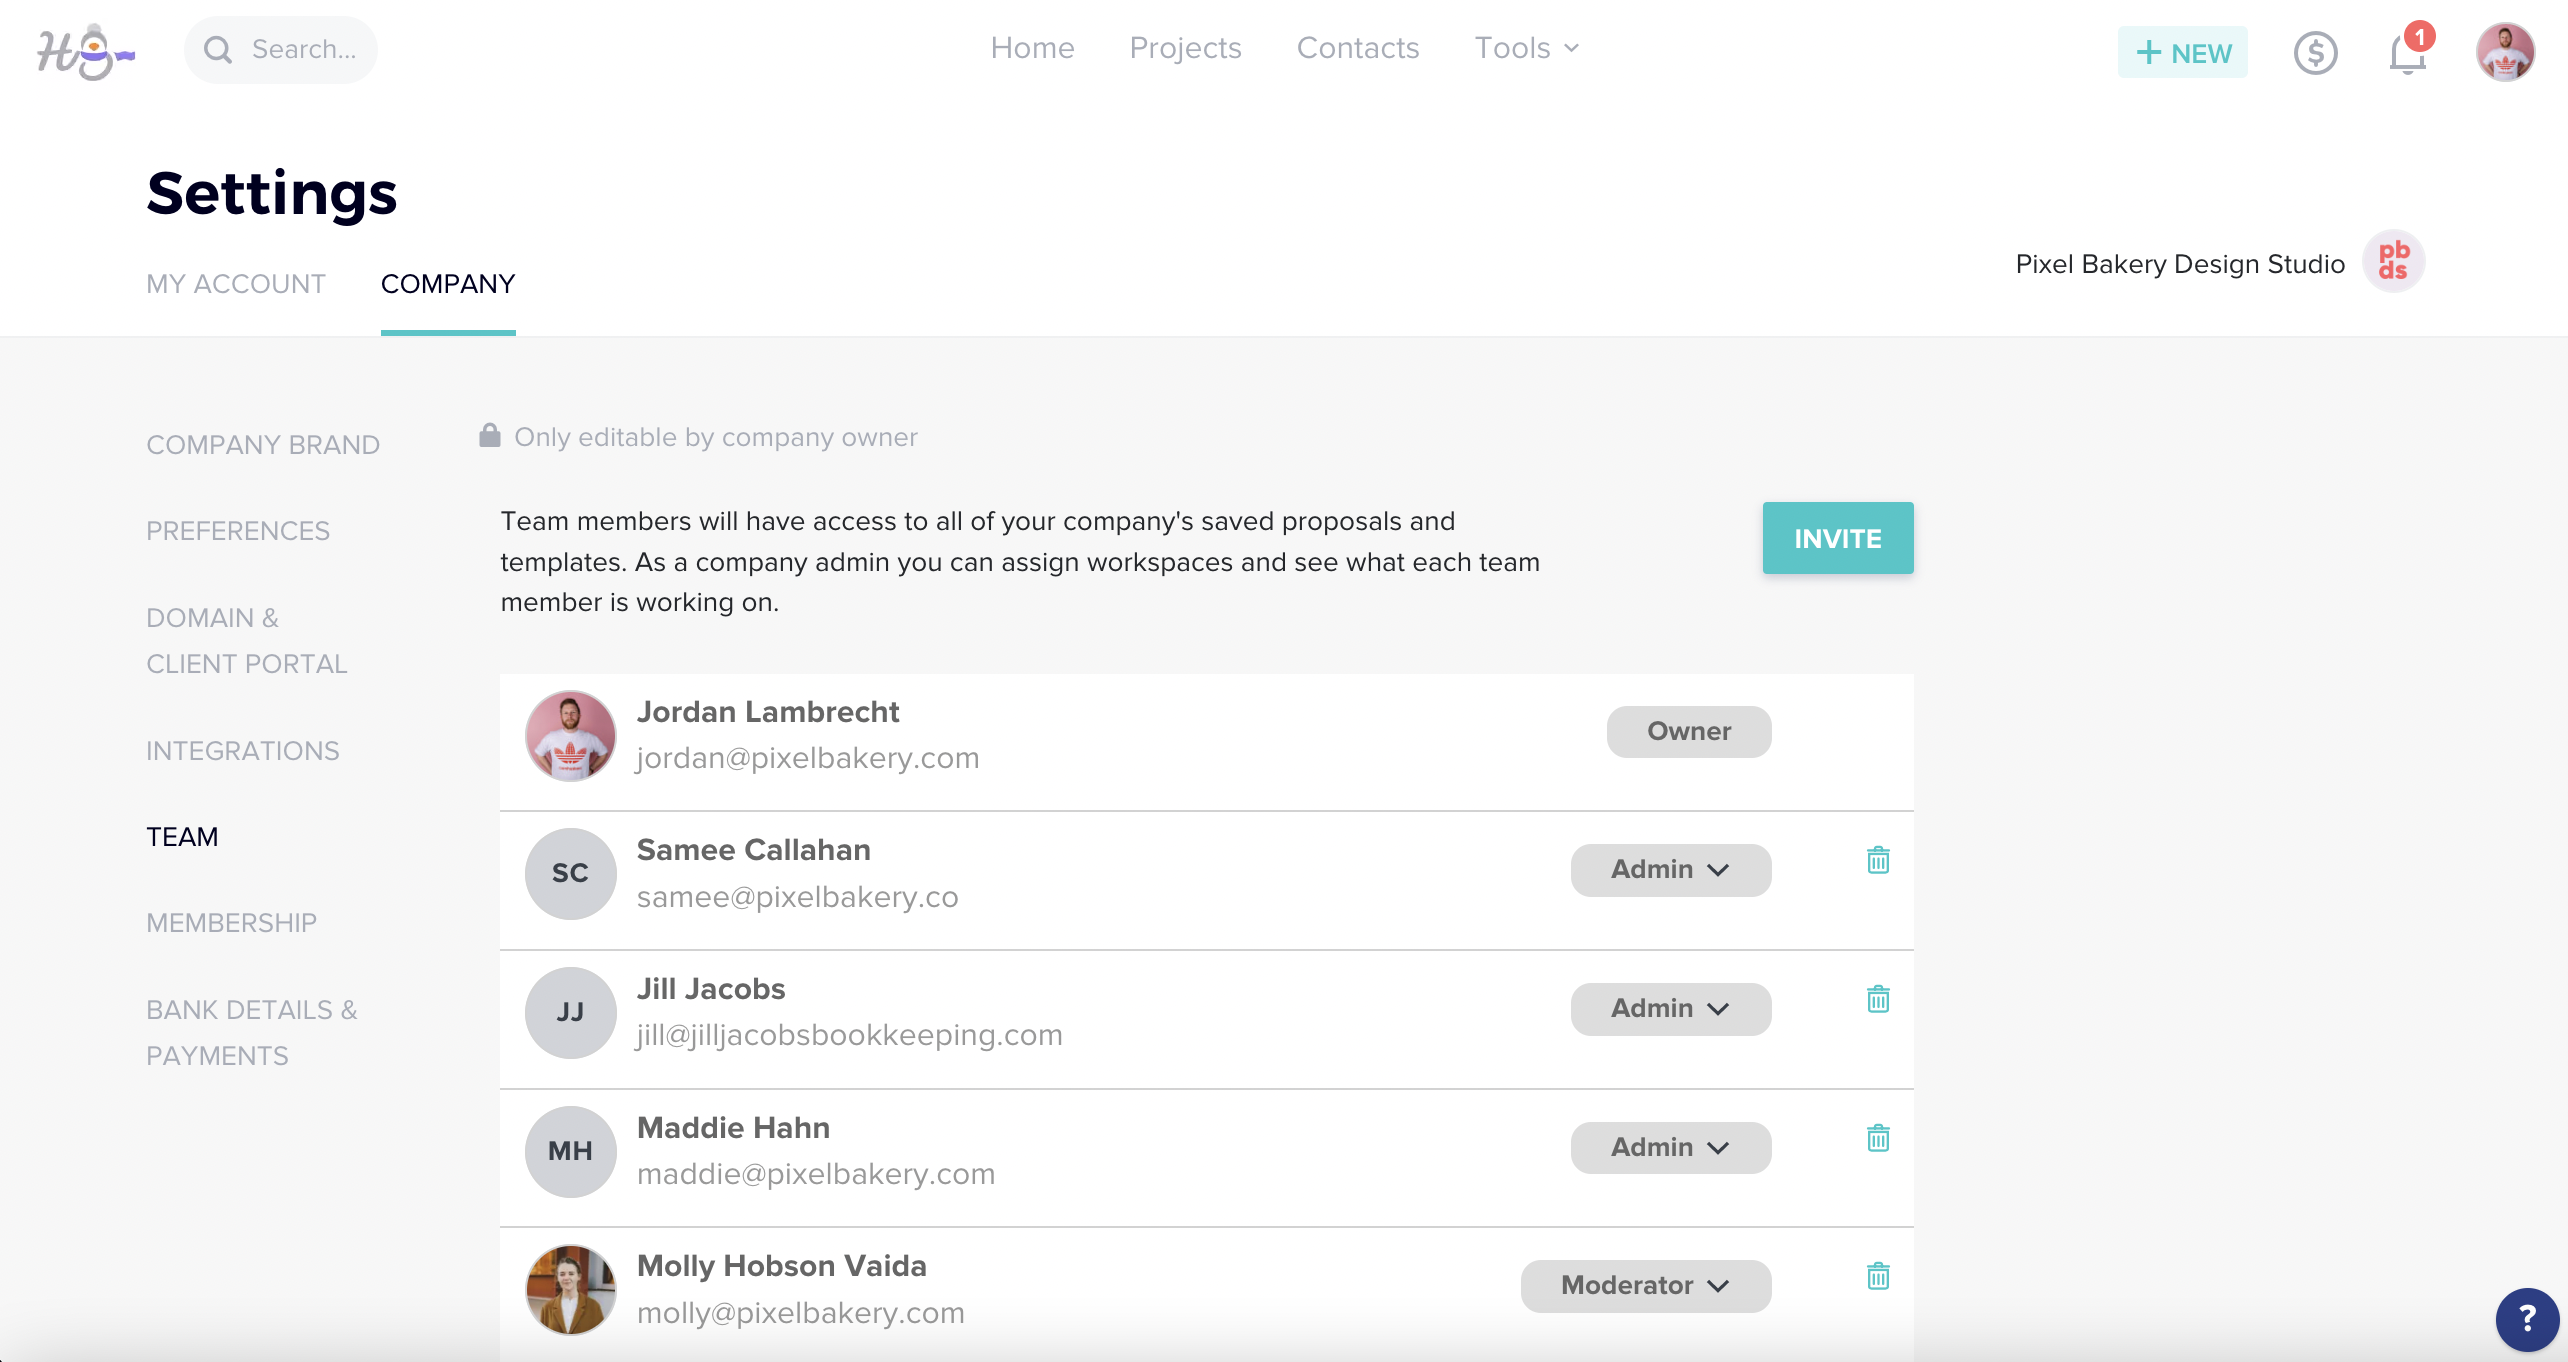 H
Search...
Home
Projects
Contacts
Tools
+ NEW
$
1
Settings
MY ACCOUNT
COMPANY
Pixel Bakery Design Studio
pb
ds
COMPANY BRAND
PREFERENCES
DOMAIN &
CLIENT PORTAL
INTEGRATIONS
TEAM
MEMBERSHIP
BANK DETAILS &
PAYMENTS
Only editable by company owner
Team members will have access to all of your company's saved proposals and
templates. As a company admin you can assign workspaces and see what each team
member is working on.
INVITE
Jordan Lambrecht
jordan@pixelbakery.com
Owner
SC
Samee Callahan
samee@pixelbakery.co
Admin
JJ
Jill Jacobs
jill@jilljacobsbookkeeping.com
Admin
MH
Maddie Hahn
maddie@pixelbakery.com
Admin
Molly Hobson Vaida
molly@pixelbakery.com
Moderator
?